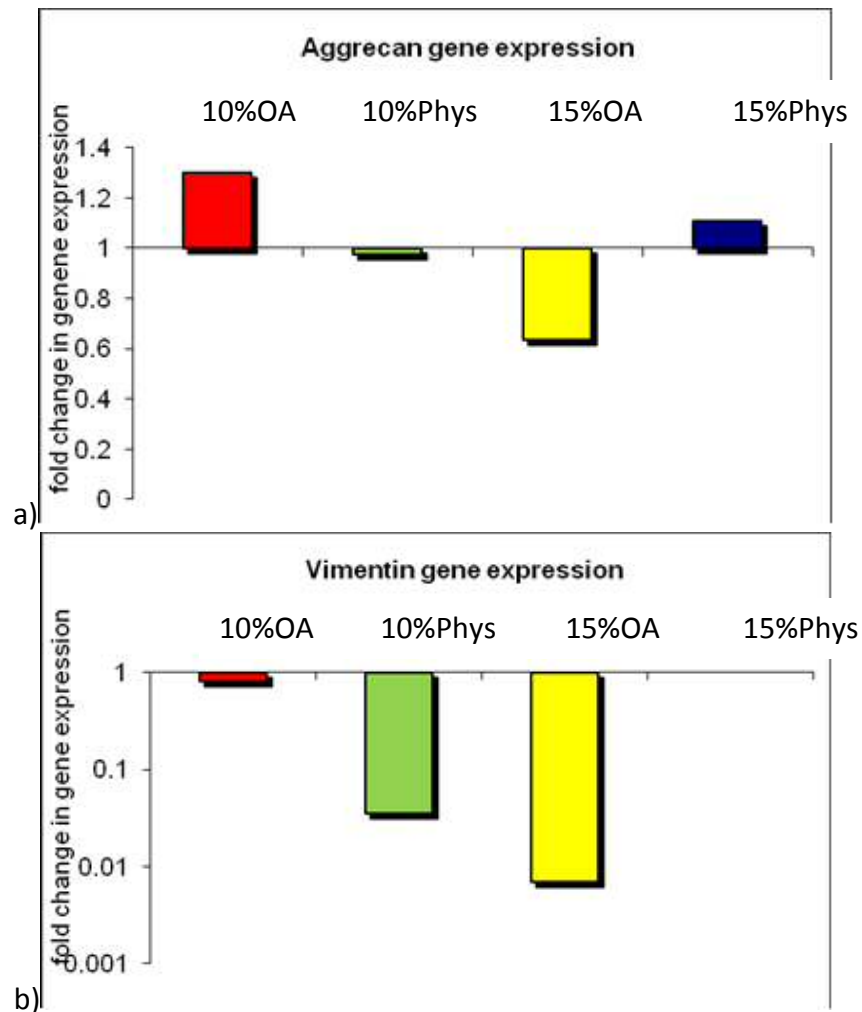 Aggrecan gene expression
10%OA 10%Phys 15%OA 15%Phys
fold change in genene expression
1.4
1.2
1
0.8
0.6
0.4
0.2
0
a)
Vimentin gene expression
10%OA 10%Phys 15%OA 15%Phys
fold change in gene expression
1
0.1
0.01
0.001
b)